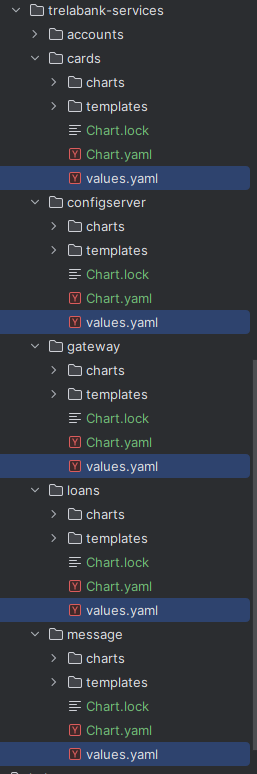 trelabank-services
accounts
cards
charts
templates
Chart.lock
Chart.yaml
values.yaml
configserver
charts
templates
Chart.lock
Chart.yaml
values.yaml
gateway
charts
templates
Chart.lock
Chart.yaml
values.yaml
loans
charts
templates
Chart.lock
Chart.yaml
values.yaml
message
charts
templates
Chart.lock
Chart.yaml
values.yaml